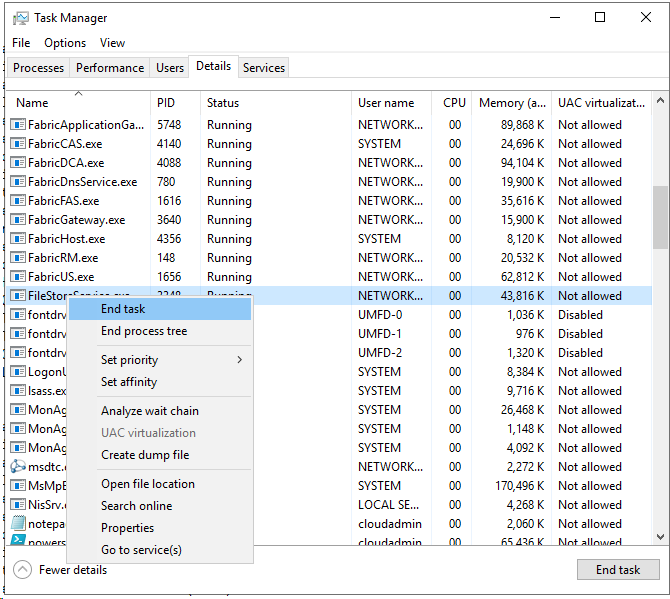 Task Manager
File Options View
Processes Performance Users Details Services
Name PID Status User name CPU Memory (a... UAC virtualizat...
FabricApplicationGa... 5748 Running NETWORK... 00 89,868 K Not allowed
FabricCAS.exe 4140 Running SYSTEM 00 24,696 K Not allowed
FabricDCA.exe 4088 Running NETWORK... 00 94,104 K Not allowed
FabricDnsService.exe 780 Running NETWORK... 00 19,900 K Not allowed
FabricFAS.exe 1616 Running NETWORK... 00 35,616 K Not allowed
FabricGateway.exe 3640 Running NETWORK... 00 15,900 K Not allowed
FabricHost.exe 4356 Running SYSTEM 00 8,120 K Not allowed
FabricRM.exe 148 Running NETWORK... 00 20,532 K Not allowed
FabricUS.exe 1656 Running NETWORK... 00 62,812 K Not allowed
FileStoreService.exe 3248 Running NETWORK... 00 43,816 K Not allowed
fontdrv UMFD-0 00 1,036 K Disabled
fontdrv UMFD-1 00 976 K Disabled
fontdrv UMFD-2 00 1,320 K Disabled
LogonU SYSTEM 00 8,384 K Not allowed
lsass.ex SYSTEM 00 9,716 K Not allowed
MonAg SYSTEM 00 26,468 K Not allowed
MonAg SYSTEM 00 1,148 K Not allowed
MonAg SYSTEM 00 4,092 K Not allowed
msdtc.e NETWORK... 00 2,272 K Not allowed
MsMpE SYSTEM 00 170,496 K Not allowed
NisSrv.e LOCAL SE... 00 4,268 K Not allowed
notepa cloudadmin 00 2,060 K Not allowed
powers cloudadmin 00 65,436 K Not allowed
End task
End process tree
Set priority
Set affinity
Analyze wait chain
UAC virtualization
Create dump file
Open file location
Search online
Properties
Go to service(s)
Fewer details End task